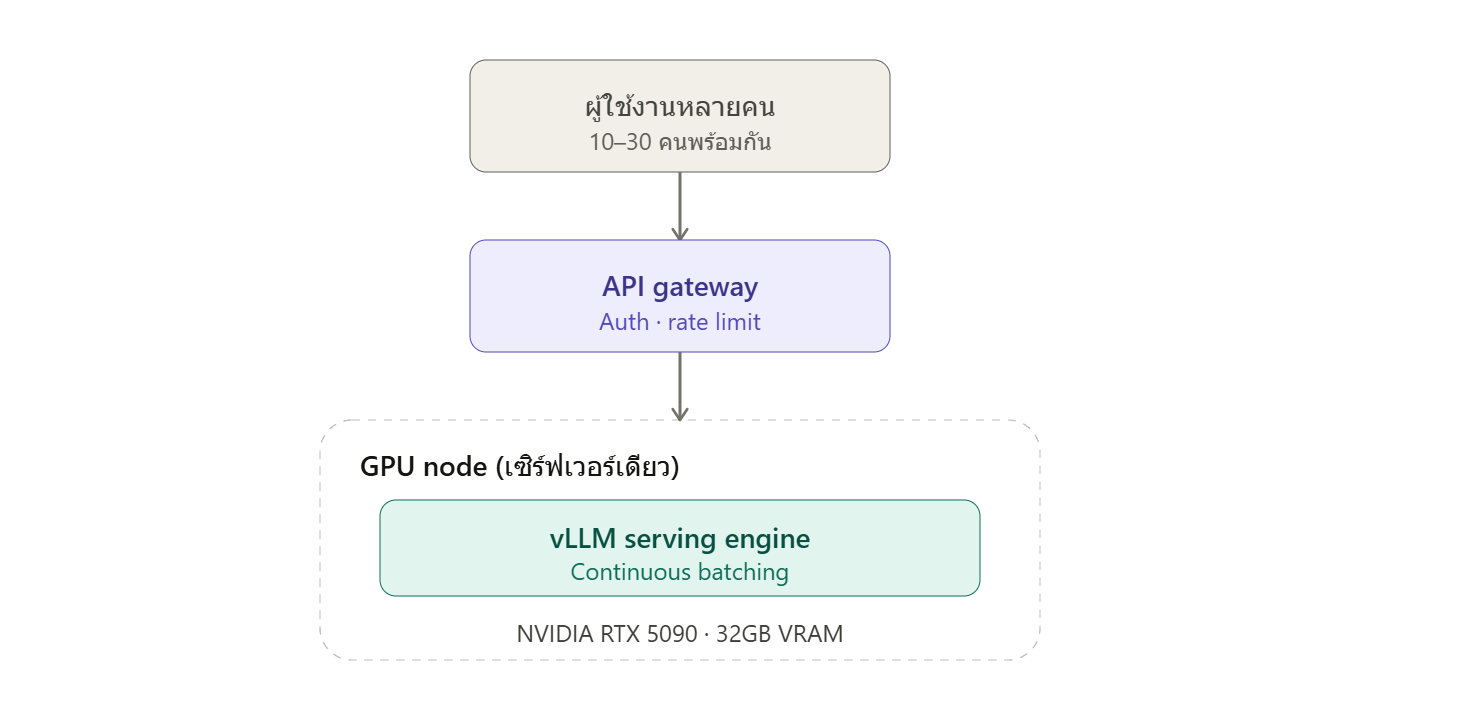 ผู้ใช้งานหลายคน
10–30 คนพร้อมกัน
API gateway
Auth · rate limit
GPU node (เซิร์ฟเวอร์เดียว)
vLLM serving engine
Continuous batching
NVIDIA RTX 5090 · 32GB VRAM